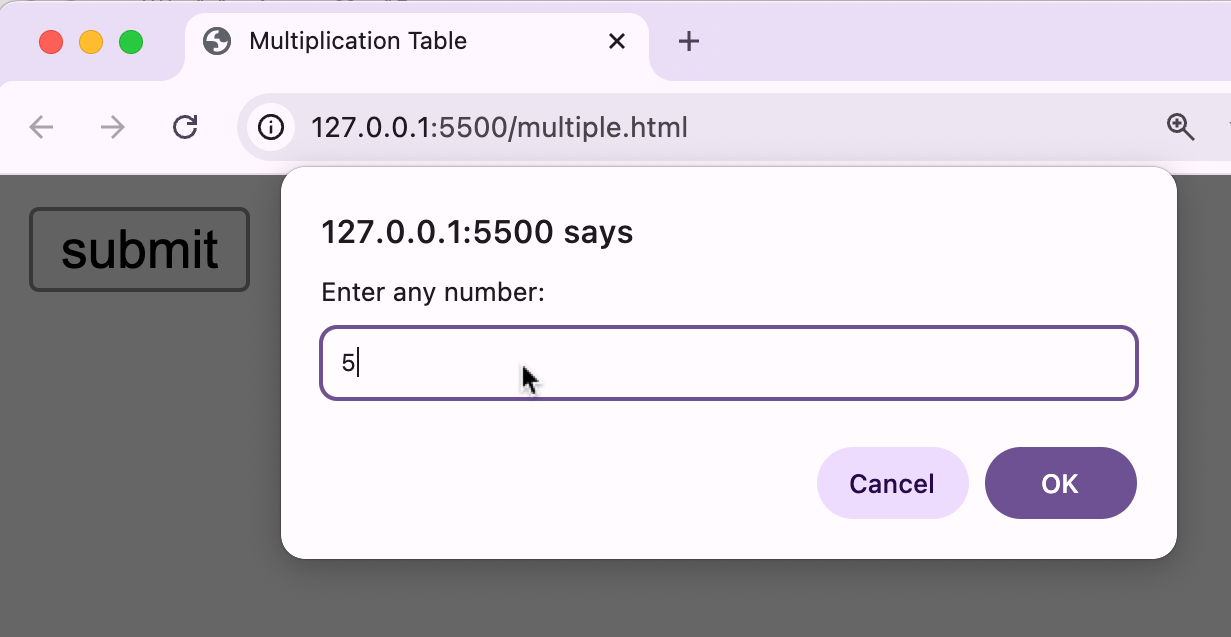 Multiplication Table
127.0.0.1:5500/multiple.html
submit
127.0.0.1:5500 says
Enter any number:
5
Cancel OK